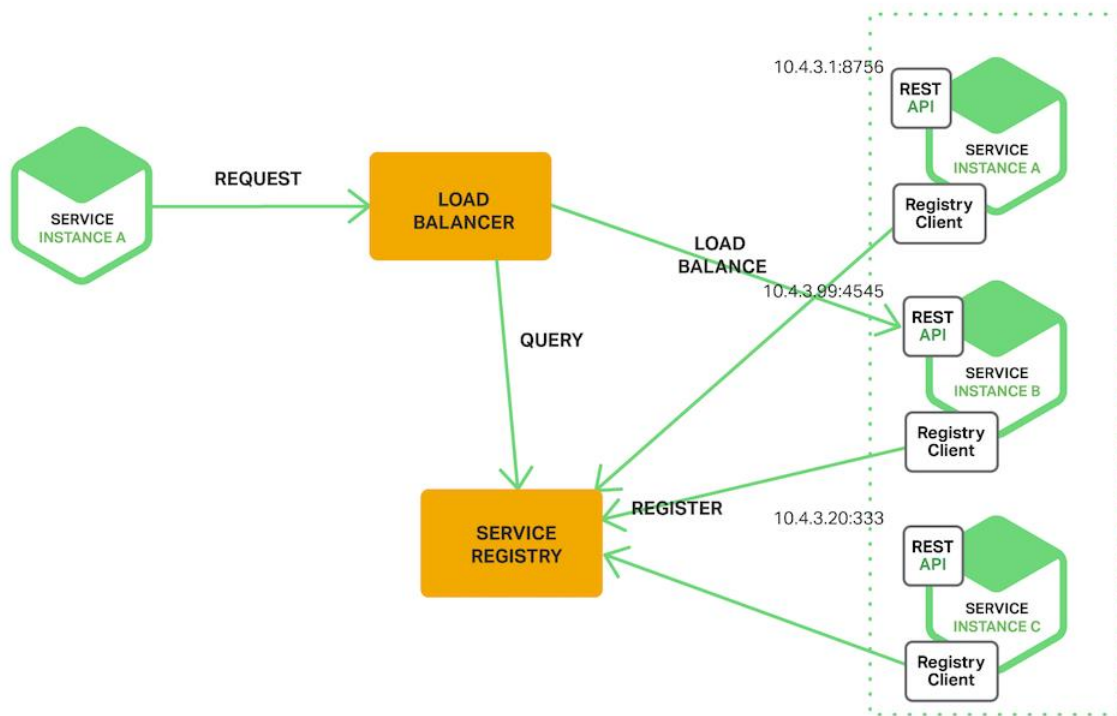 10.4.3.1:8756
REST
API
SERVICE
INSTANCE A
Registry
Client
REQUEST
SERVICE
INSTANCE A
LOAD
BALANCER
LOAD
BALANCE
10.4.3.99:4545
REST
API
SERVICE
INSTANCE B
Registry
Client
QUERY
SERVICE
REGISTRY
REGISTER
10.4.3.20:333
REST
API
SERVICE
INSTANCE C
Registry
Client